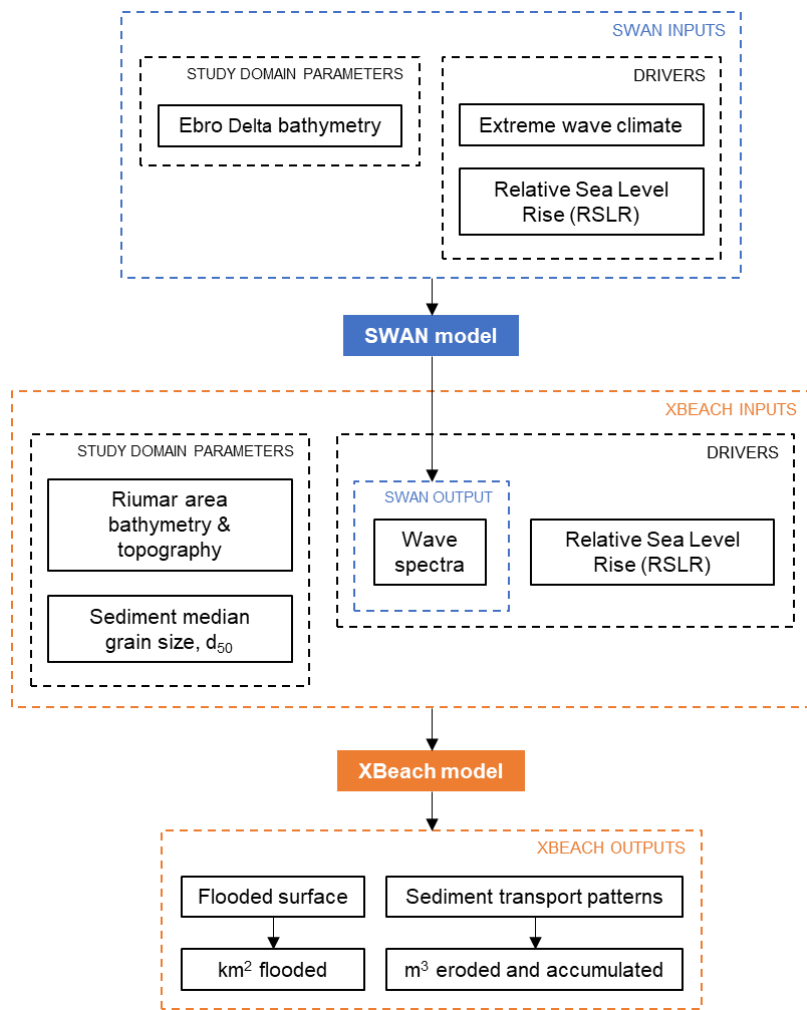 SWAN INPUTS
STUDY DOMAIN PARAMETERS
Ebro Delta bathymetry
DRIVERS
Extreme wave climate
Relative Sea Level
Rise (RSLR)
SWAN model
XBEACH INPUTS
STUDY DOMAIN PARAMETERS
Riumar area
bathymetry &
topography
Sediment median
grain size, d50
DRIVERS
SWAN OUTPUT
Wave
spectra
Relative Sea Level
Rise (RSLR)
XBeach model
XBEACH OUTPUTS
Flooded surface
Sediment transport patterns
km² flooded
m³ eroded and accumulated